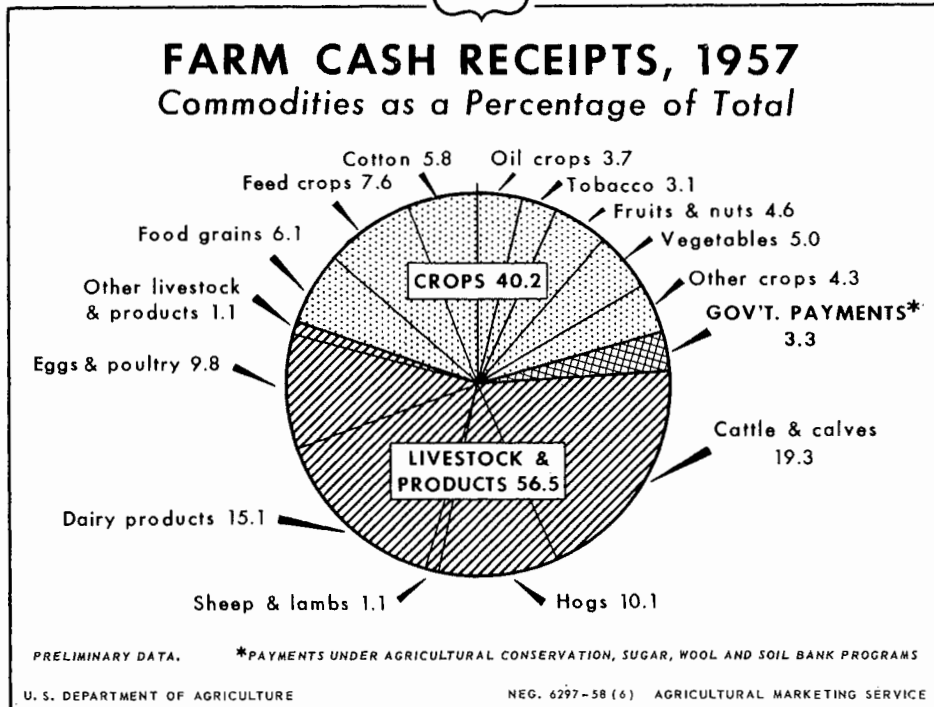 FARM CASH RECEIPTS, 1957
Commodities as a Percentage of Total
Cotton 5.8
Oil crops 3.7
Feed crops 7.6
Tobacco 3.1
Fruits & nuts 4.6
Food grains 6.1
Vegetables 5.0
Other livestock
& products 1.1
CROPS 40.2
Other crops 4.3
GOV'T. PAYMENTS*
3.3
Eggs & poultry 9.8
Cattle & calves
19.3
LIVESTOCK &
PRODUCTS 56.5
Dairy products 15.1
Sheep & lambs 1.1
Hogs 10.1
PRELIMINARY DATA.
*PAYMENTS UNDER AGRICULTURAL CONSERVATION, SUGAR, WOOL AND SOIL BANK PROGRAMS
U. S. DEPARTMENT OF AGRICULTURE
NEG. 6297-58 (6) AGRICULTURAL MARKETING SERVICE